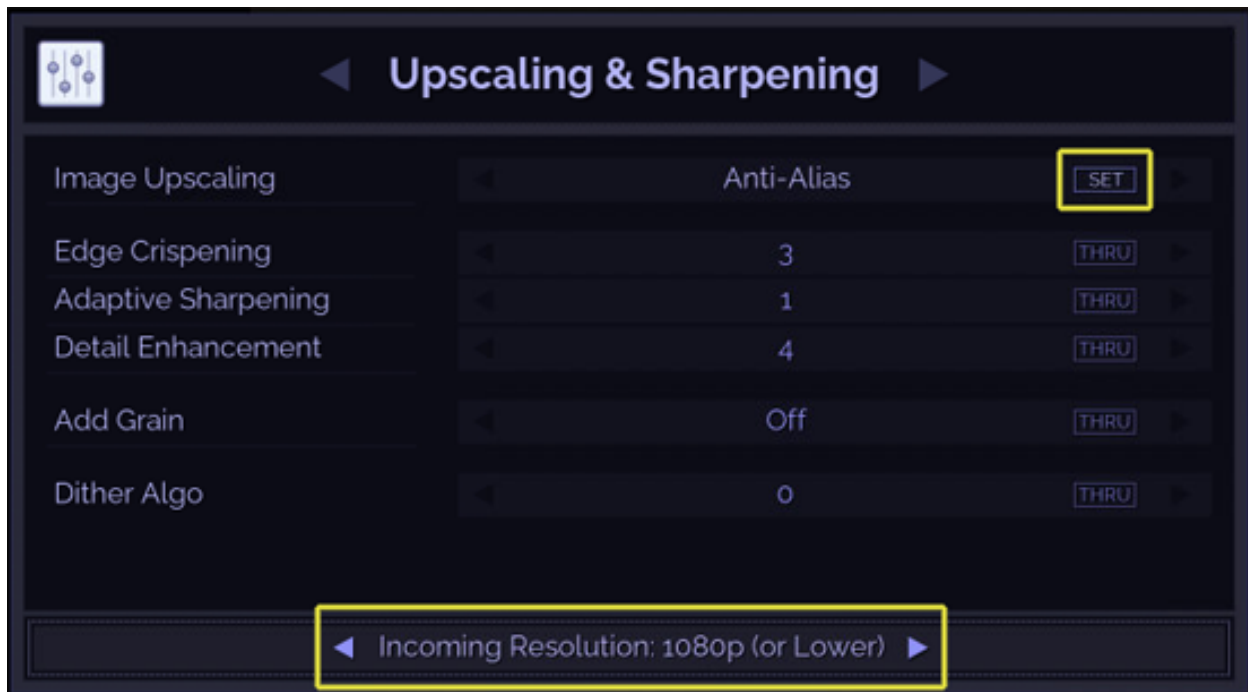 Upscaling & Sharpening
Image Upscaling Anti-Alias SET
Edge Crispening 3 THRU
Adaptive Sharpening 1 THRU
Detail Enhancement 4 THRU
Add Grain Off THRU
Dither Algo 0 THRU
Incoming Resolution: 1080p (or Lower)